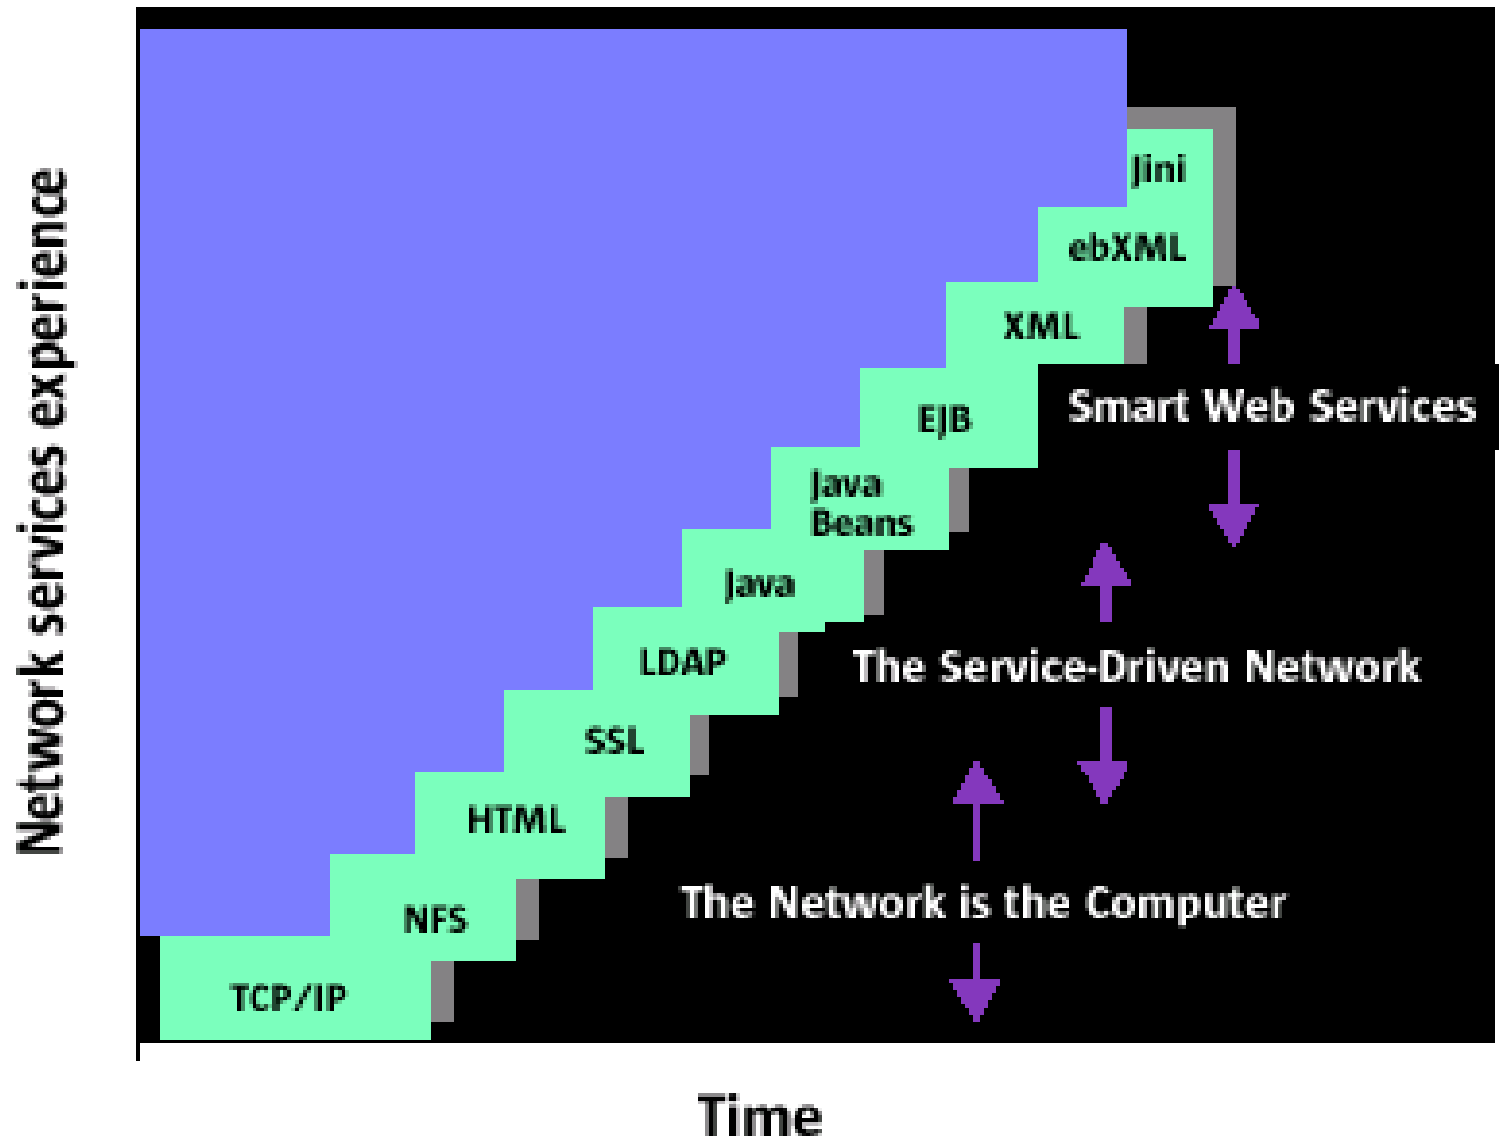 Network services experience
Jini
ebXML
XML
Smart Web Services
EJB
Java
Beans
Java
The Service-Driven Network
LDAP
SSL
HTML
The Network is the Computer
NFS
TCP/IP
Time